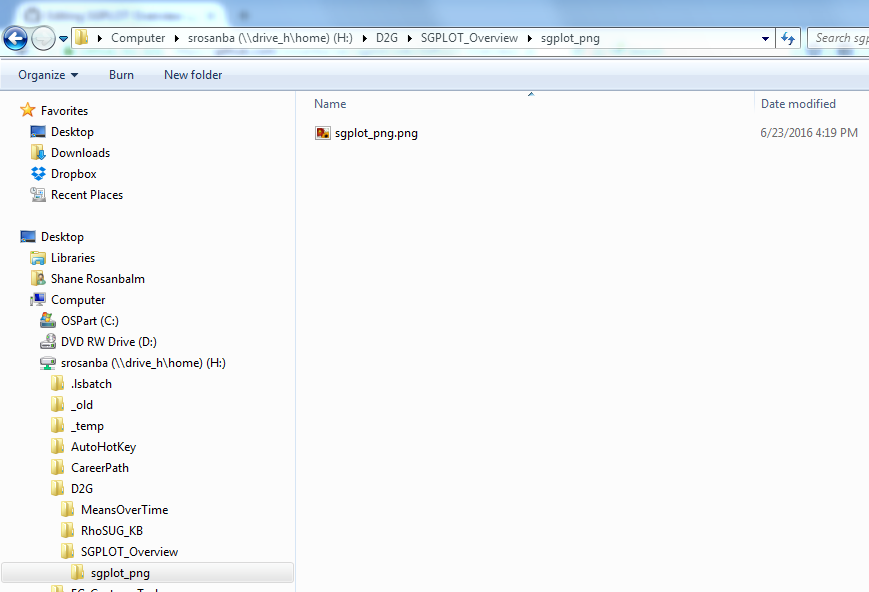 Computer srosanba (\\drive_h\home) (H:) D2G SGPLOT_Overview sgplot_png
Search sgp
Organize Burn New folder
Name Date modified
sgplot_png.png 6/23/2016 4:19 PM
Favorites
Desktop
Downloads
Dropbox
Recent Places
Desktop
Libraries
Shane Rosanbalm
Computer
OSPart (C:)
DVD RW Drive (D:)
srosanba (\\drive_h\home) (H:)
.lsbatch
_old
_temp
AutoHotKey
CareerPath
D2G
MeansOverTime
RhoSUG_KB
SGPLOT_Overview
sgplot_png